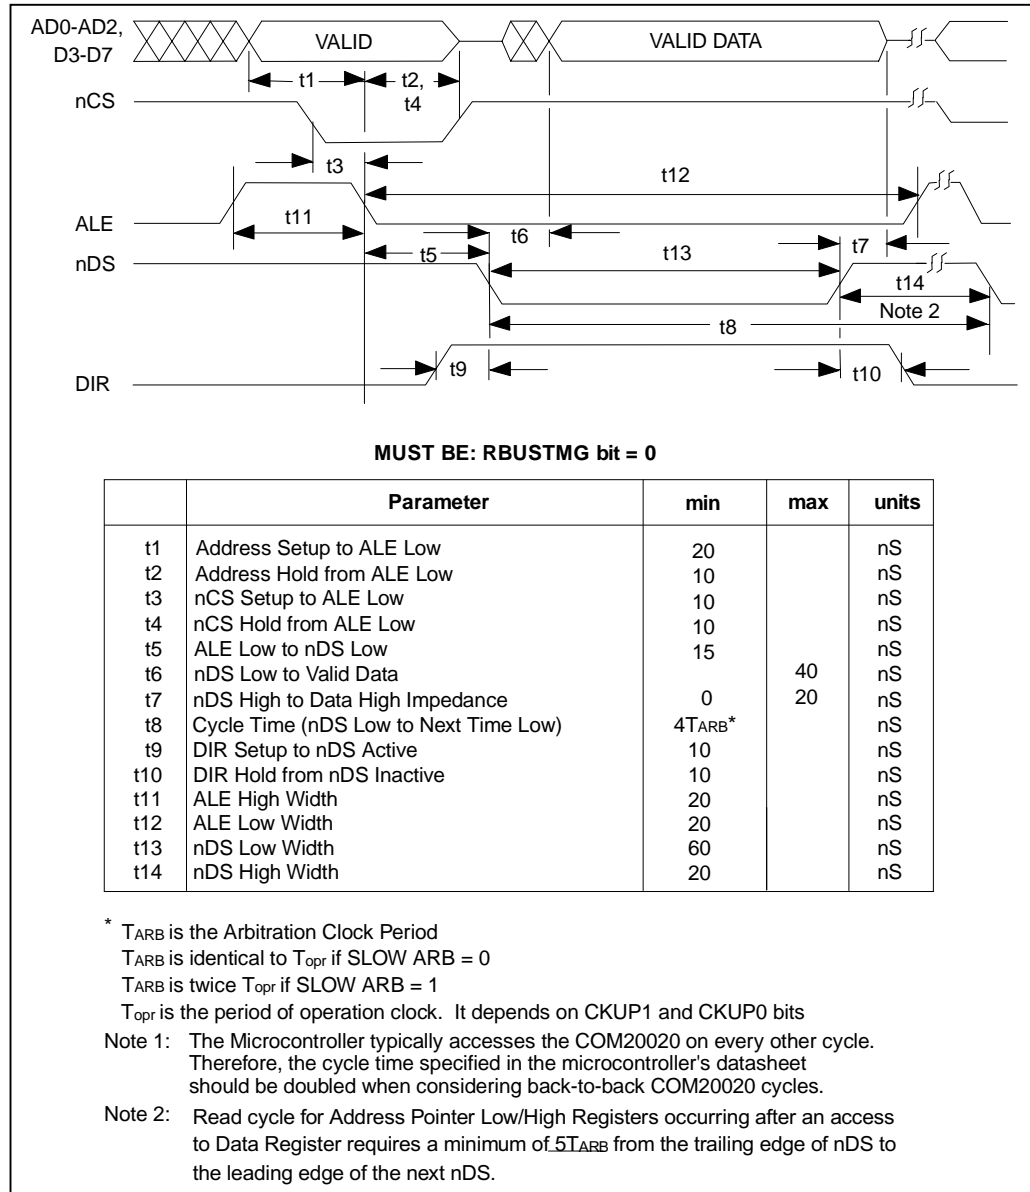 AD0-AD2,
D3-D7
VALID
VALID DATA
t1
t2,
t4
nCS
t3
t12
ALE
t11
t6
t7
nDS
t5
t13
t14
Note 2
t8
DIR
t9
t10
MUST BE: RBUSTMG bit = 0
Parameter min max units
t1 Address Setup to ALE Low 20 nS
t2 Address Hold from ALE Low 10 nS
t3 nCS Setup to ALE Low 10 nS
t4 nCS Hold from ALE Low 10 nS
t5 ALE Low to nDS Low 15 nS
t6 nDS Low to Valid Data 40 nS
t7 nDS High to Data High Impedance 0 20 nS
t8 Cycle Time (nDS Low to Next Time Low) 4TARB* nS
t9 DIR Setup to nDS Active 10 nS
t10 DIR Hold from nDS Inactive 10 nS
t11 ALE High Width 20 nS
t12 ALE Low Width 20 nS
t13 nDS Low Width 60 nS
t14 nDS High Width 20 nS
* TARB is the Arbitration Clock Period
TARB is identical to Topr if SLOW ARB = 0
TARB is twice Topr if SLOW ARB = 1
Topr is the period of operation clock. It depends on CKUP1 and CKUP0 bits
Note 1: The Microcontroller typically accesses the COM20020 on every other cycle.
Therefore, the cycle time specified in the microcontroller's datasheet
should be doubled when considering back-to-back COM20020 cycles.
Note 2: Read cycle for Address Pointer Low/High Registers occurring after an access
to Data Register requires a minimum of 5TARB from the trailing edge of nDS to
the leading edge of the next nDS.